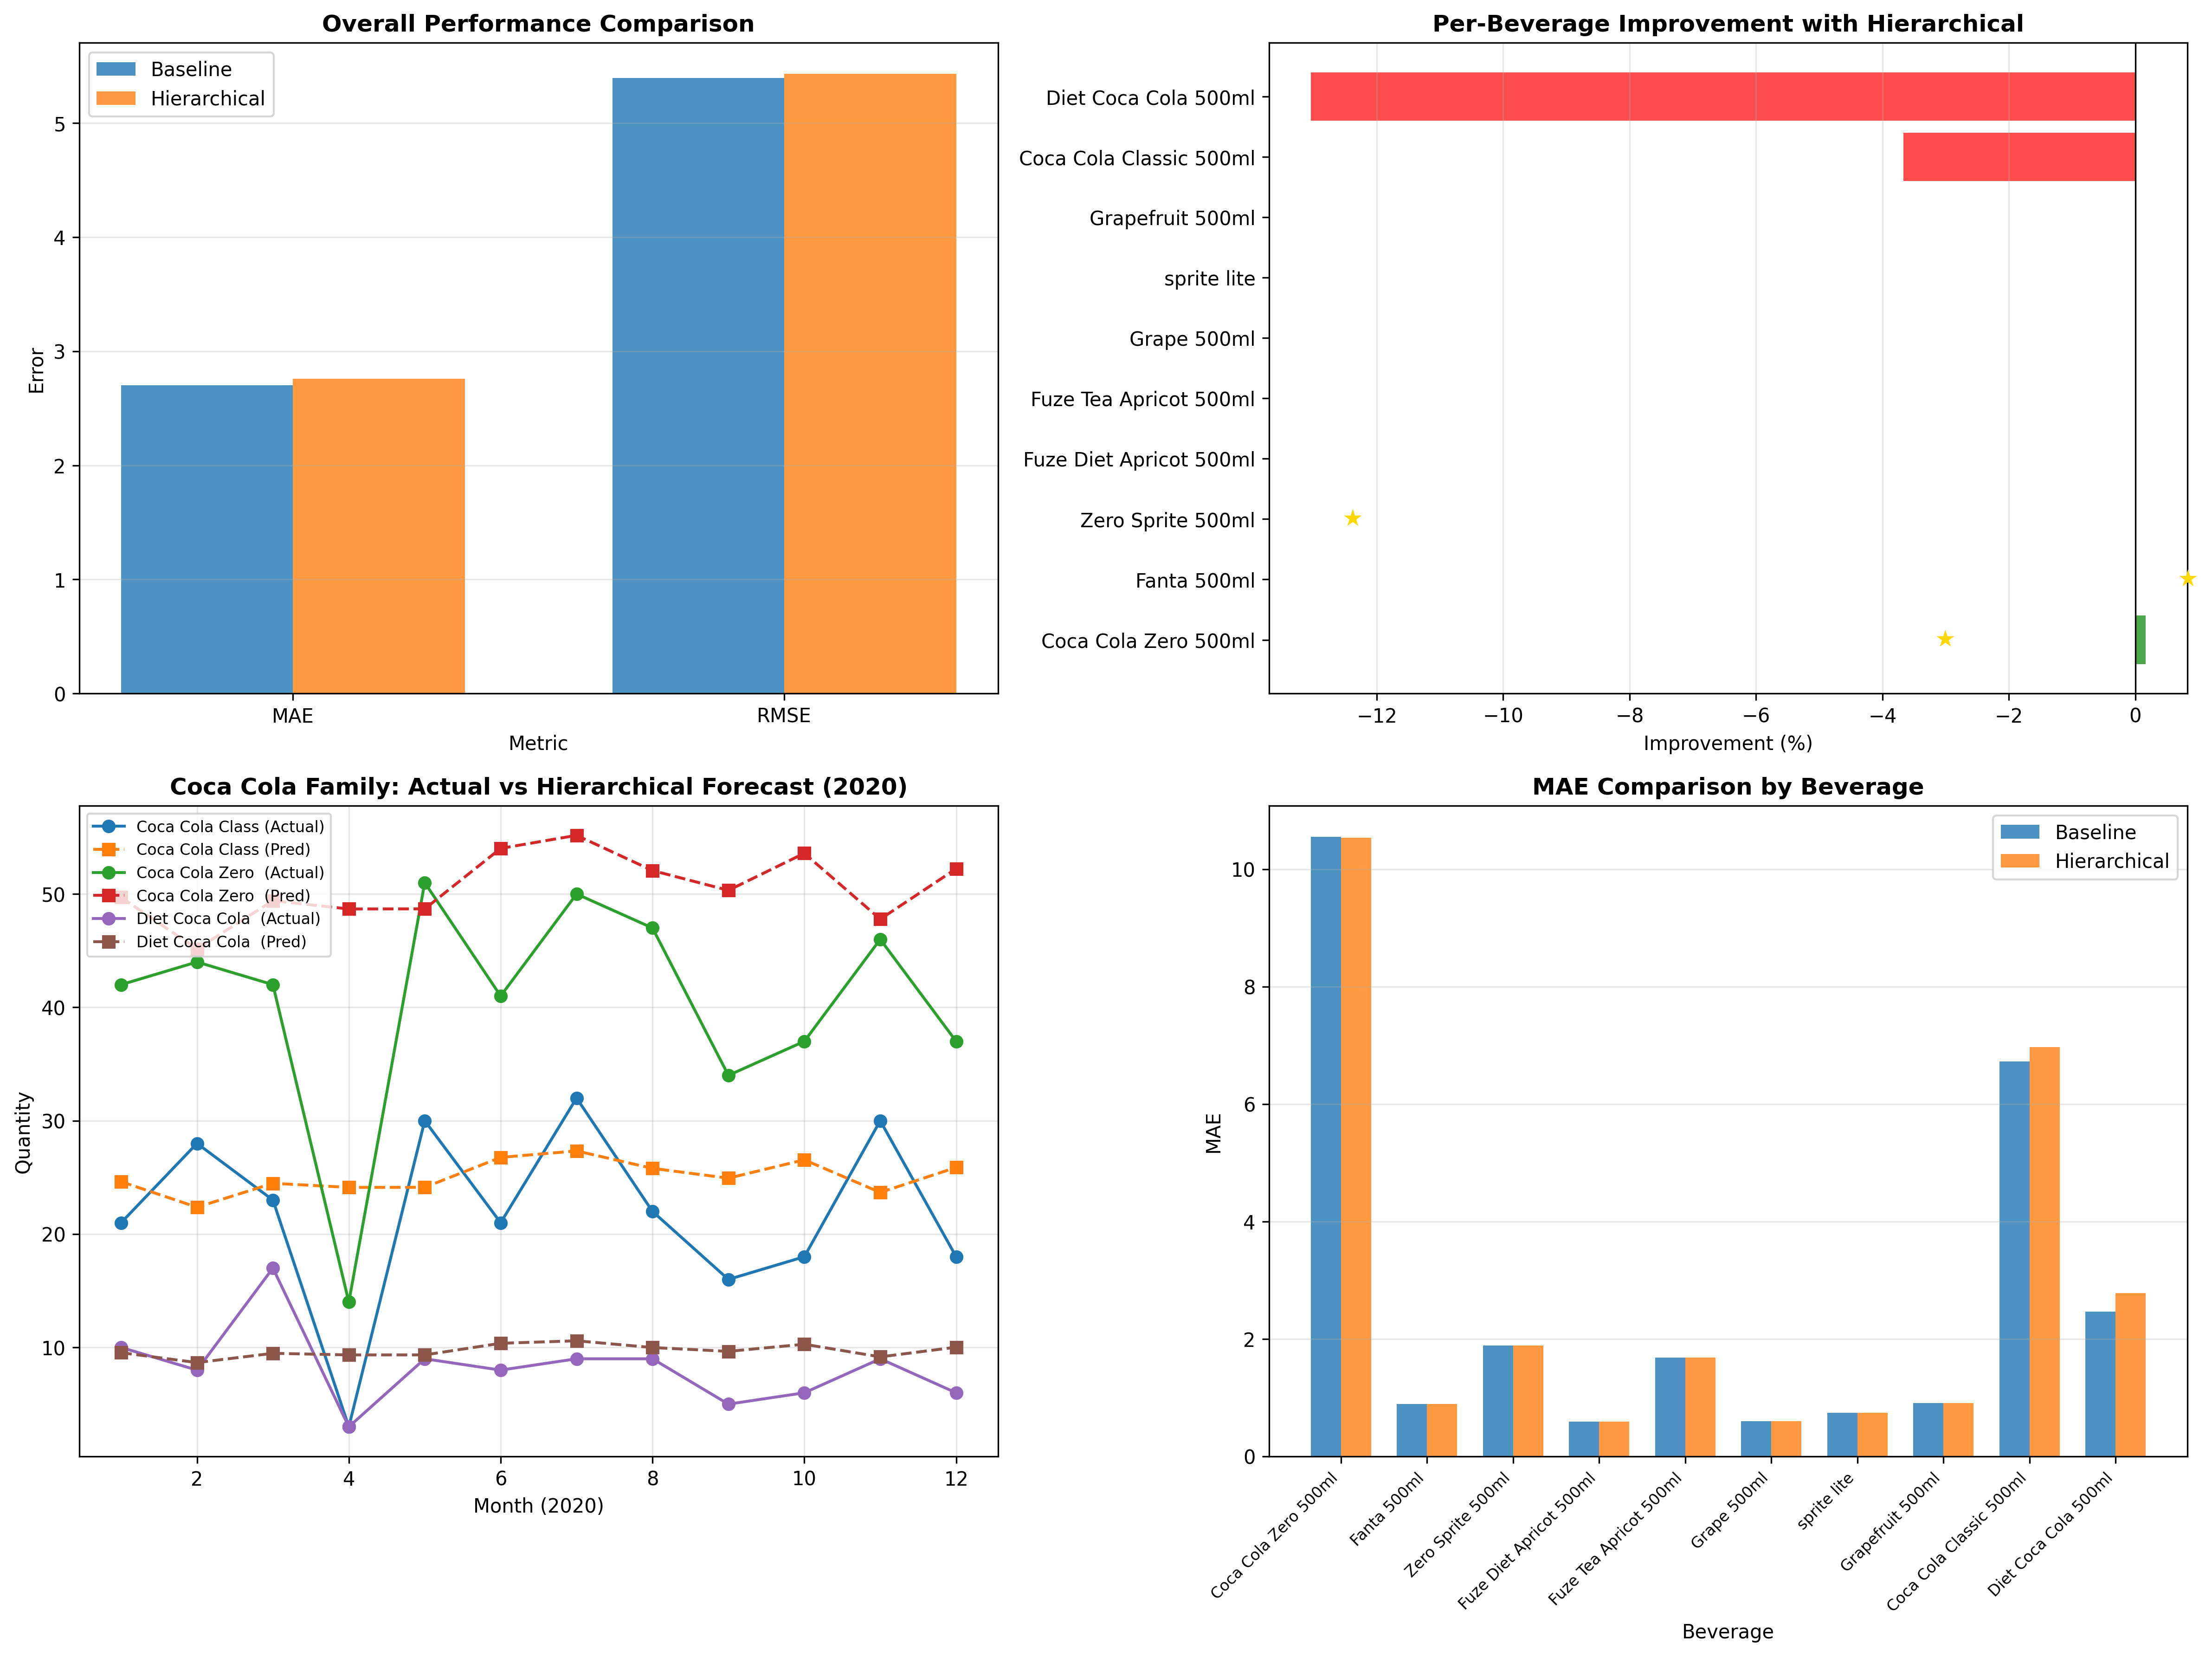 Overall Performance Comparison
Baseline
Hierarchical
5
4
3
2
1
0
Error
MAE
RMSE
Metric
Per-Beverage Improvement with Hierarchical
Diet Coca Cola 500ml
Coca Cola Classic 500ml
Grapefruit 500ml
sprite lite
Grape 500ml
Fuze Tea Apricot 500ml
Fuze Diet Apricot 500ml
Zero Sprite 500ml
Fanta 500ml
Coca Cola Zero 500ml
−12
−10
−8
−6
−4
−2
0
Improvement (%)
Coca Cola Family: Actual vs Hierarchical Forecast (2020)
Coca Cola Class (Actual)
Coca Cola Class (Pred)
Coca Cola Zero  (Actual)
Coca Cola Zero  (Pred)
Diet Coca Cola  (Actual)
Diet Coca Cola  (Pred)
50
40
30
20
10
Quantity
2
4
6
8
10
12
Month (2020)
MAE Comparison by Beverage
Baseline
Hierarchical
10
8
6
4
2
0
MAE
Coca Cola Zero 500ml
Fanta 500ml
Zero Sprite 500ml
Fuze Diet Apricot 500ml
Fuze Tea Apricot 500ml
Grape 500ml
sprite lite
Grapefruit 500ml
Coca Cola Classic 500ml
Diet Coca Cola 500ml
Beverage